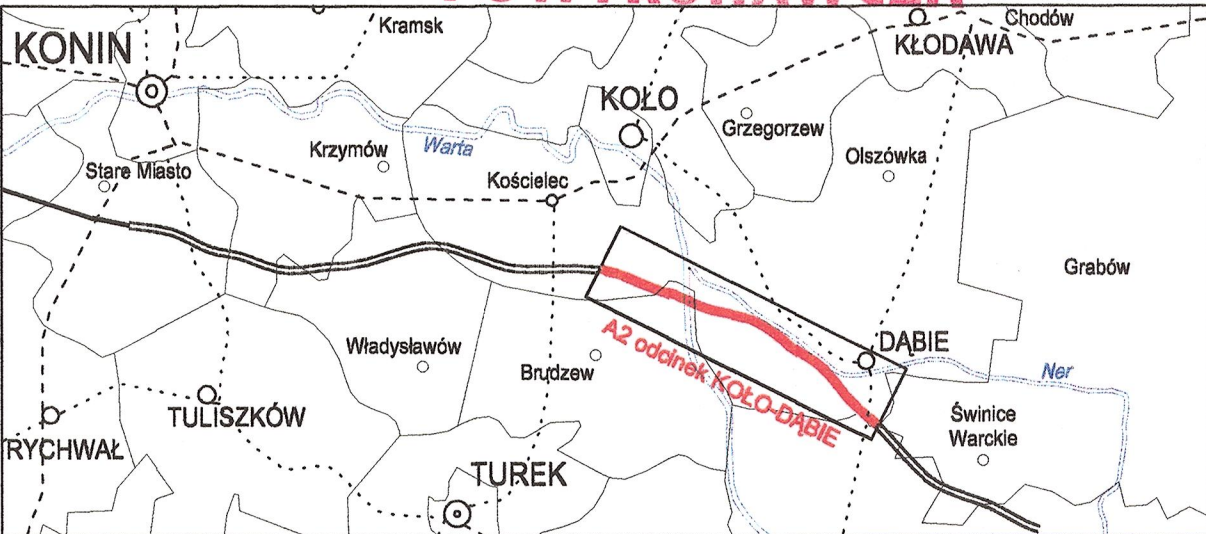 Kramsk
Chodów
KONIN
KŁODAWA
KOŁO
Grzegorzew
Krzymów
Warta
Olszówka
Stare Miasto
Kościelec
Grabów
A2 odcinek KOŁO-DĄBIE
DĄBIE
Władysławów
Brudzew
Ner
TULISZKÓW
Świnice
Warckie
RYCHWAŁ
TUREK